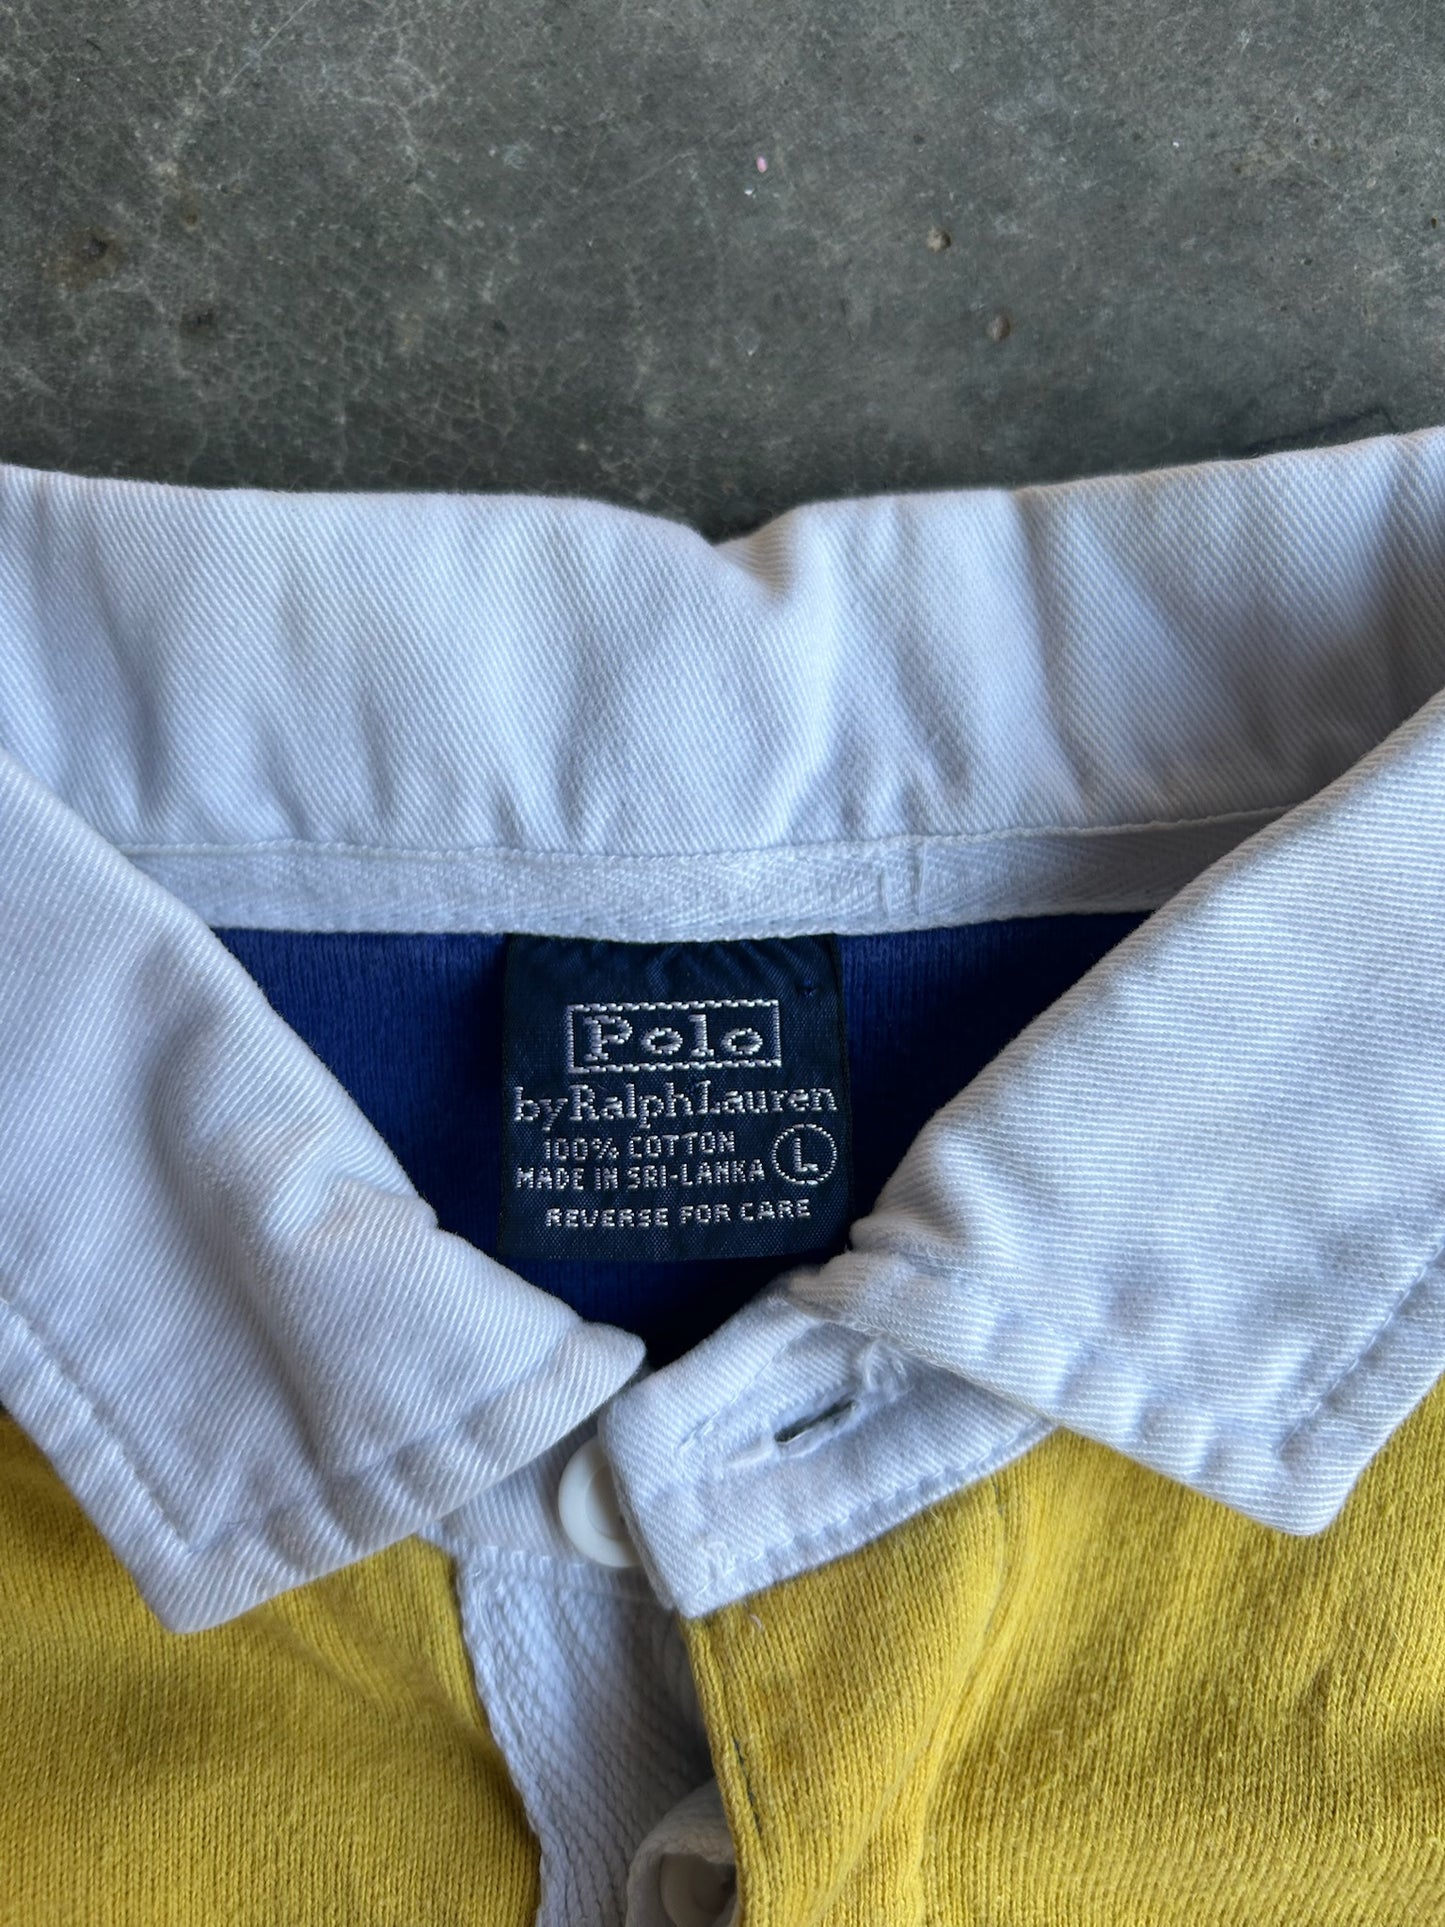 Polo
by Ralph Lauren
100% COTTON
MADE IN SRI-LANKA
L
REVERSE FOR CARE